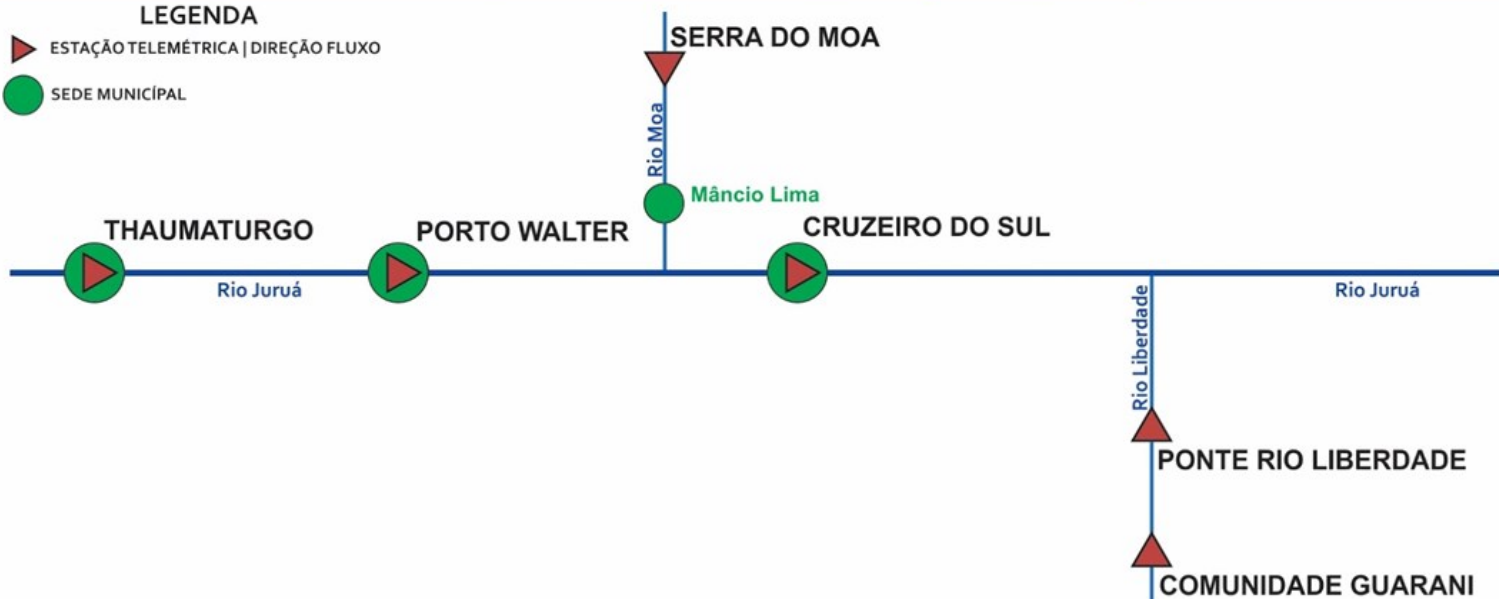 LEGENDA
ESTAÇÃO TELEMÉTRICA | DIREÇÃO FLUXO
SEDE MUNICÍPAL
SERRA DO MOA
Rio Moa
Mâncio Lima
THAUMATURGO
PORTO WALTER
CRUZEIRO DO SUL
Rio Juruá
Rio Juruá
Rio Liberdade
PONTE RIO LIBERDADE
COMUNIDADE GUARANI